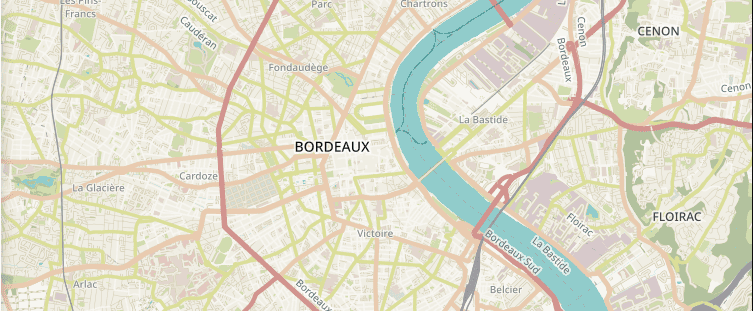 Les Pins-
Francs
Bouscat
Caudéran
Parc
Chartrons
Cenon
Bordeaux
CENON
Fondaudège
Cenon
La Bastide
BORDEAUX
La Glacière
Cardoze
FLOIRAC
Floirac
Victoire
Bordeaux Sud
La Bastide
Arlac
Bordeaux
Belcier